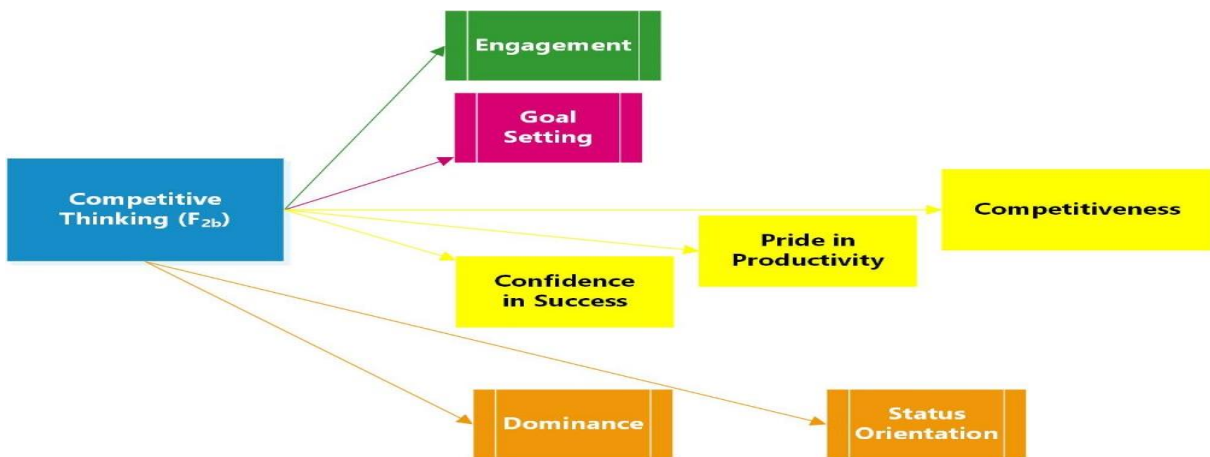 Engagement
Goal
Setting
Competitive
Thinking (F₂b)
Competitiveness
Pride in
Productivity
Confidence
in Success
Dominance
Status
Orientation